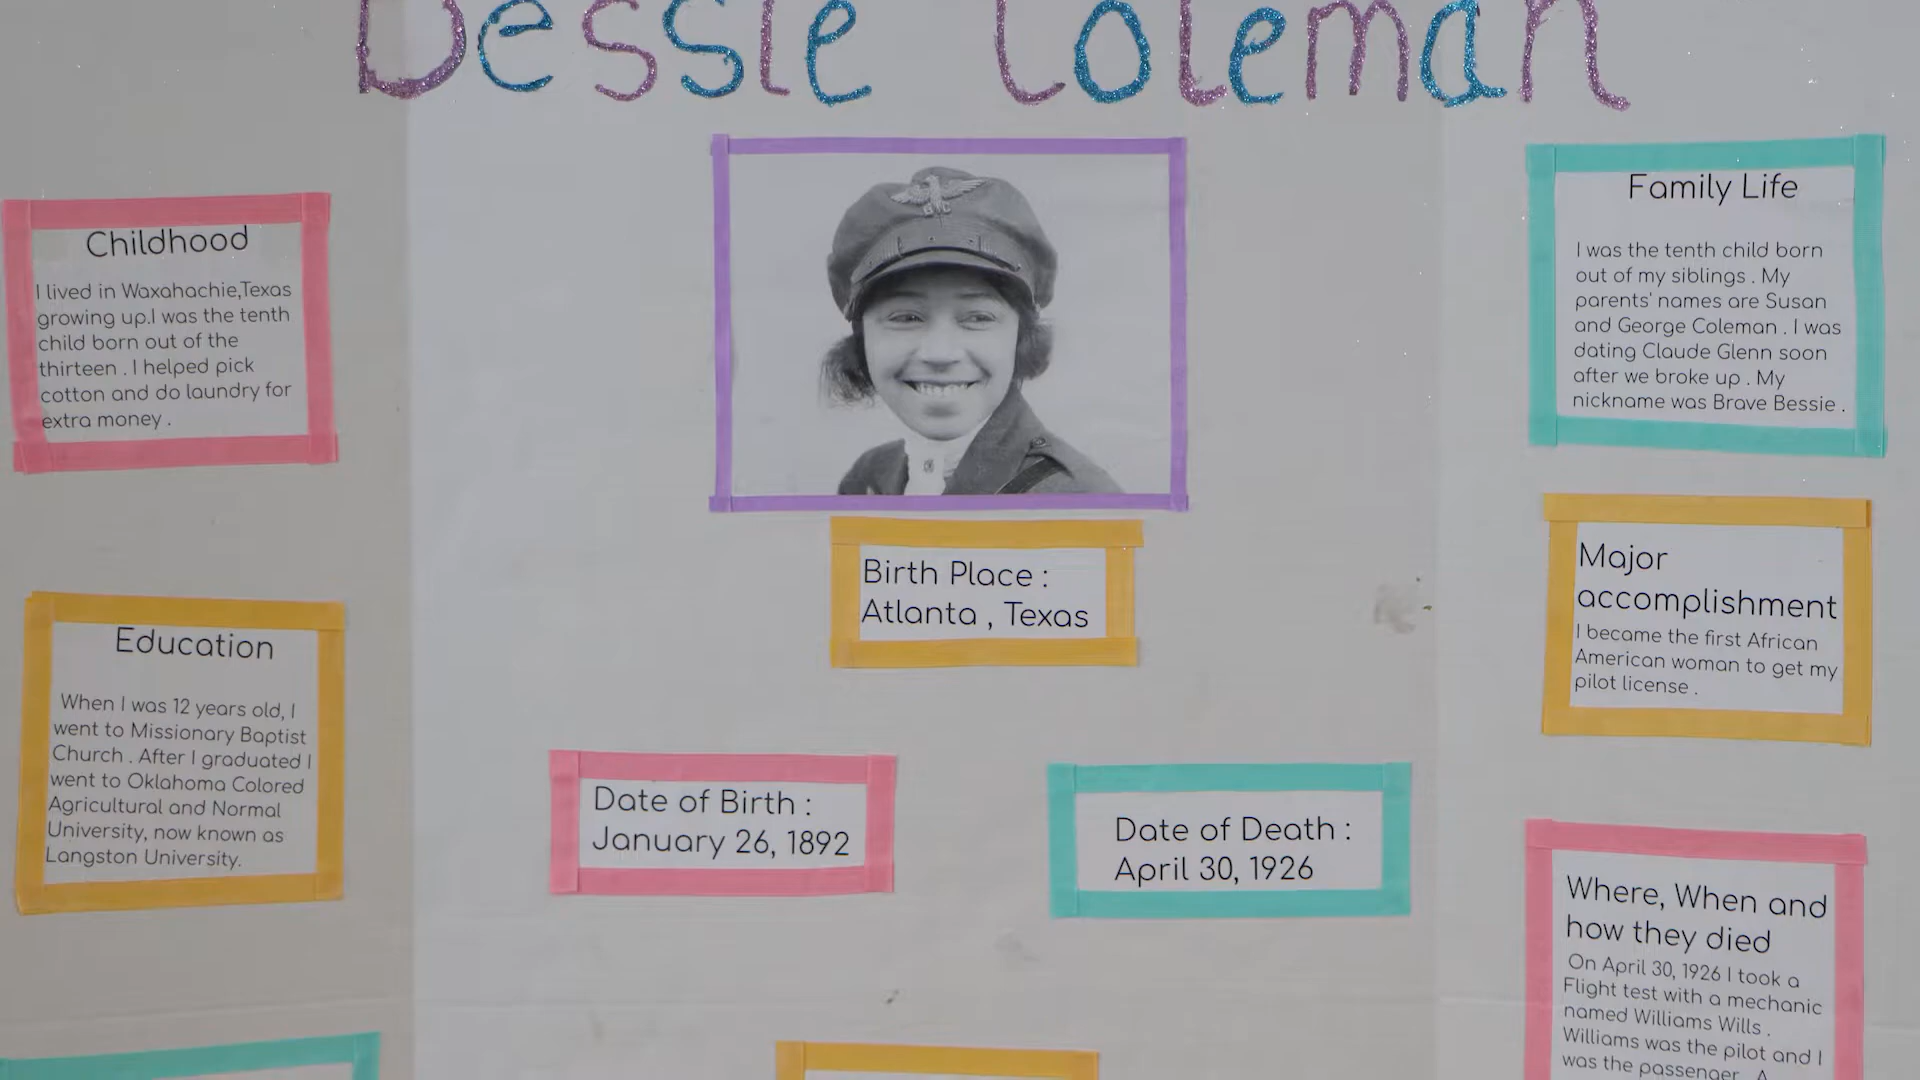 Bessie Coleman
Childhood
I lived in Waxahachie,Texas
growing up.I was the tenth
child born out of the
thirteen . I helped pick
cotton and do laundry for
extra money .
Education
When I was 12 years old, I
went to Missionary Baptist
Church . After I graduated I
went to Oklahoma Colored
Agricultural and Normal
University, now known as
Langston University.
Birth Place :
Atlanta , Texas
Date of Birth :
January 26, 1892
Date of Death :
April 30, 1926
Family Life
I was the tenth child born
out of my siblings . My
parents' names are Susan
and George Coleman . I was
dating Claude Glenn soon
after we broke up . My
nickname was Brave Bessie .
Major
accomplishment
I became the first African
American woman to get my
pilot license .
Where, When and
how they died
On April 30, 1926 I took a
Flight test with a mechanic
named Williams Wills .
Williams was the pilot and I
was the passenger . A